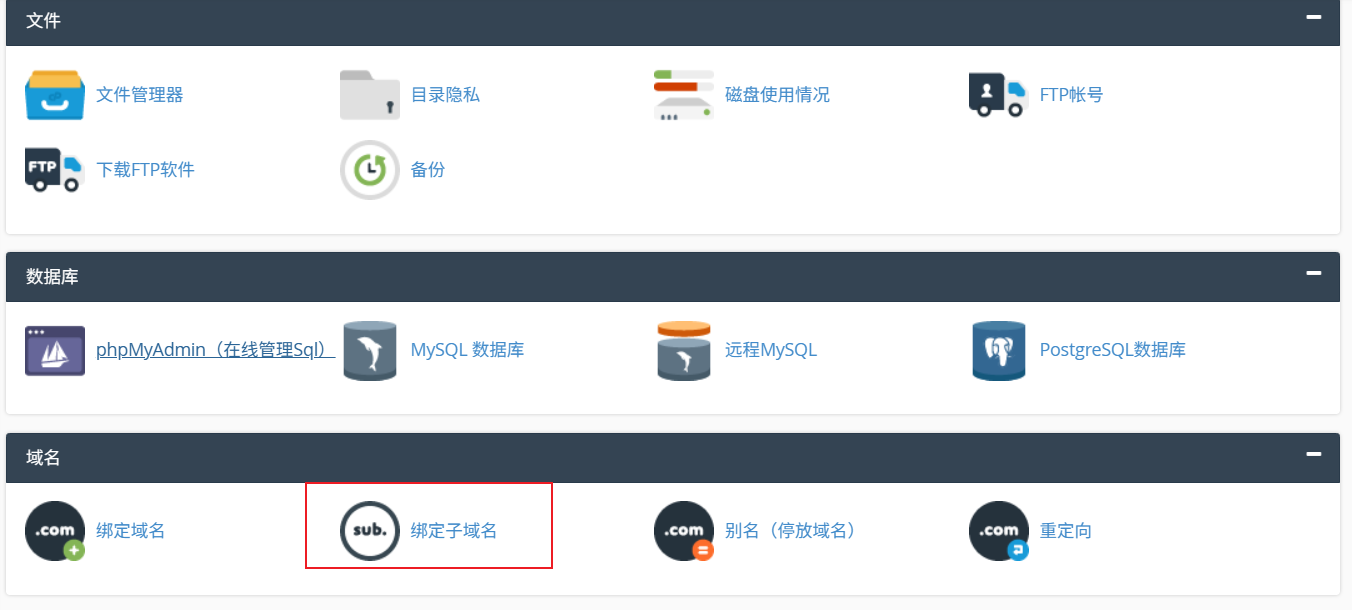 文件
文件管理器
目录隐私
磁盘使用情况
FTP帐号
FTP
下载FTP软件
备份
数据库
phpMyAdmin（在线管理Sql）
MySQL 数据库
远程MySQL
PostgreSQL数据库
域名
.com
绑定域名
sub.
绑定子域名
.com
别名（停放域名）
.com
重定向